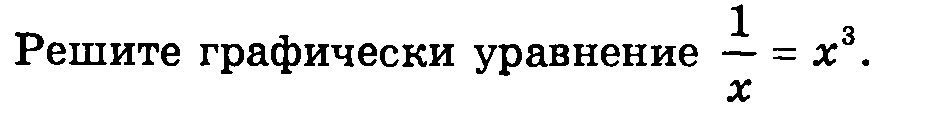 Решите графически уравнение 1/x = x³.